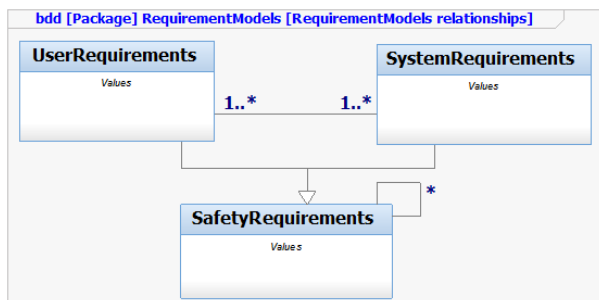 bdd [Package] RequirementModels [RequirementModels relationships]
UserRequirements
Values
SystemRequirements
Values
1..*
1..*
*
SafetyRequirements
Values